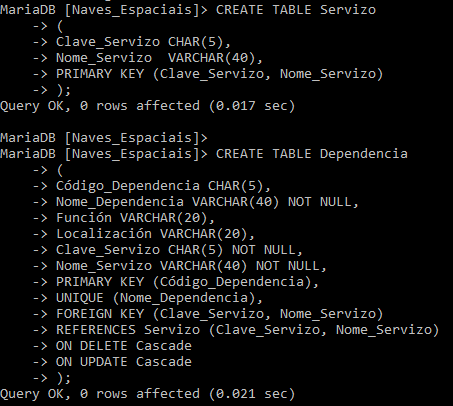 MariaDB [Naves_Espaciais]> CREATE TABLE Servizo
-> (
-> Clave_Servizo CHAR(5),
-> Nome_Servizo  VARCHAR(40),
-> PRIMARY KEY (Clave_Servizo, Nome_Servizo)
-> );
Query OK, 0 rows affected (0.017 sec)
MariaDB [Naves_Espaciais]>
MariaDB [Naves_Espaciais]> CREATE TABLE Dependencia
-> (
-> Código_Dependencia CHAR(5),
-> Nome_Dependencia VARCHAR(40) NOT NULL,
-> Función VARCHAR(20),
-> Localización VARCHAR(20),
-> Clave_Servizo CHAR(5) NOT NULL,
-> Nome_Servizo VARCHAR(40) NOT NULL,
-> PRIMARY KEY (Código_Dependencia),
-> UNIQUE (Nome_Dependencia),
-> FOREIGN KEY (Clave_Servizo, Nome_Servizo)
-> REFERENCES Servizo (Clave_Servizo, Nome_Servizo)
-> ON DELETE Cascade
-> ON UPDATE Cascade
-> );
Query OK, 0 rows affected (0.021 sec)